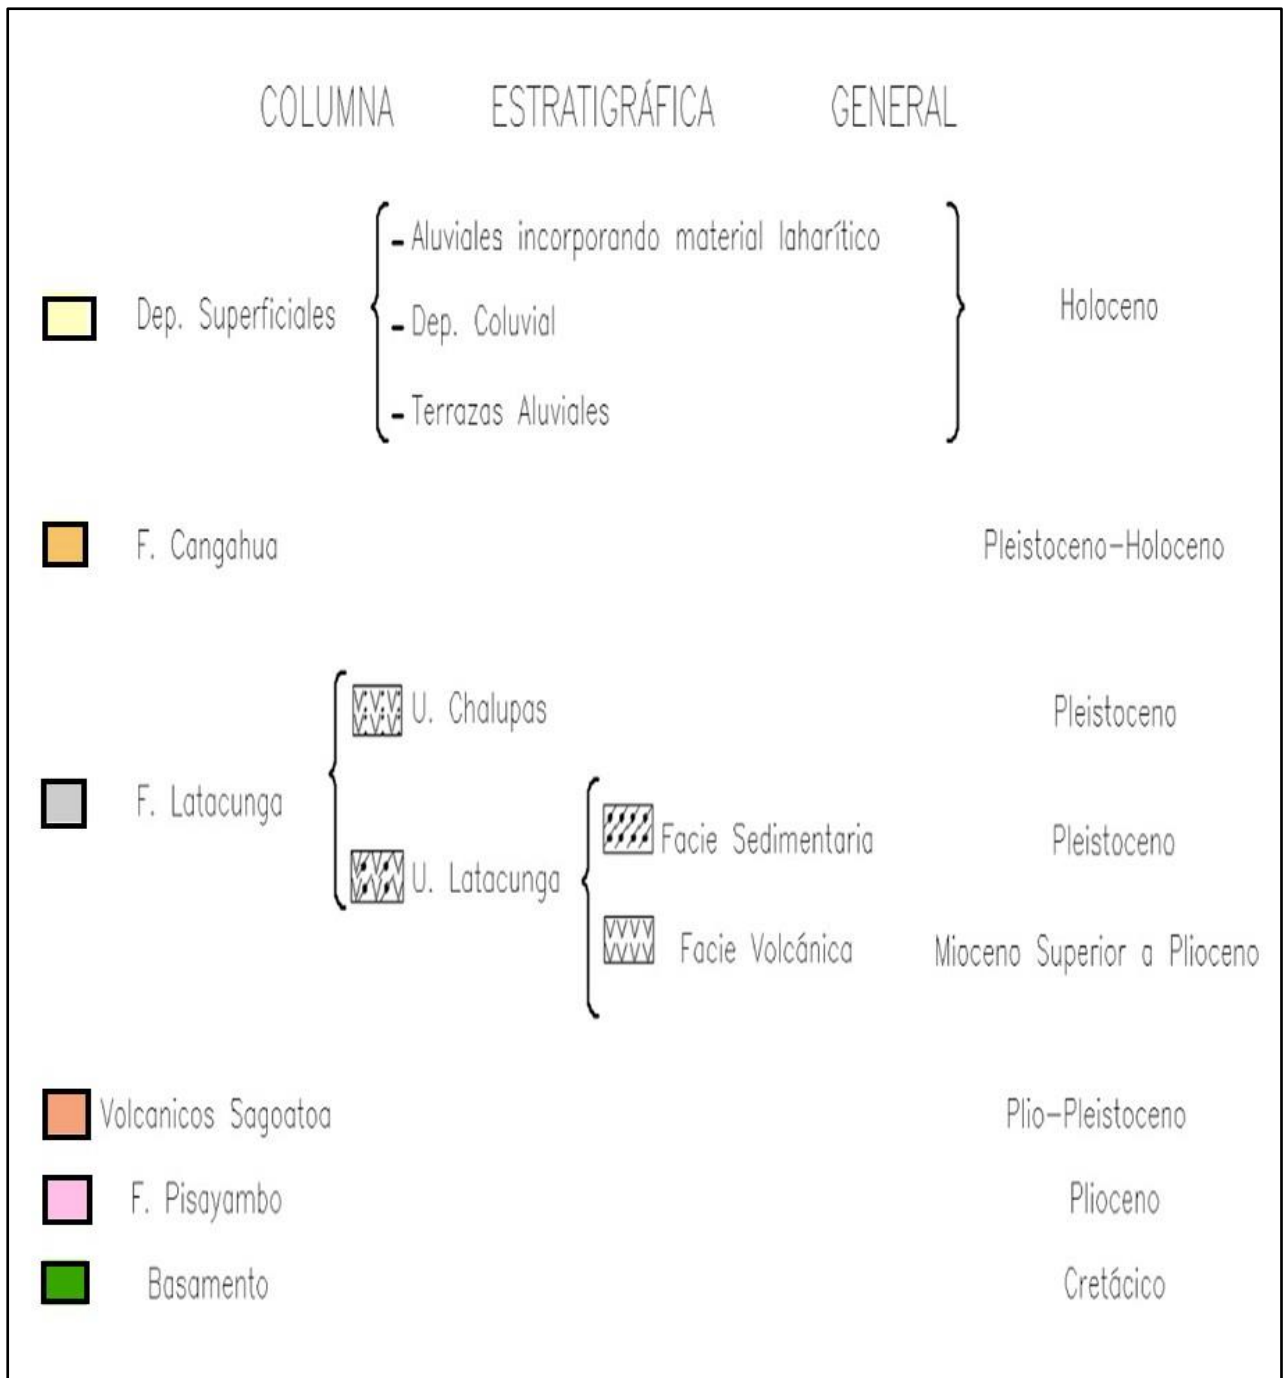 COLUMNA ESTRATIGRÁFICA GENERAL
- Aluviales incorporando material laharítico
Dep. Superficiales
- Dep. Coluvial
Holoceno
- Terrazas Aluviales
F. Cangahua Pleistoceno-Holoceno
U. Chalupas Pleistoceno
F. Latacunga
Facie Sedimentaria Pleistoceno
U. Latacunga
Facie Volcánica Mioceno Superior a Plioceno
Volcanicos Sagoatoa Plio-Pleistoceno
F. Pisayambo Plioceno
Basamento Cretácico